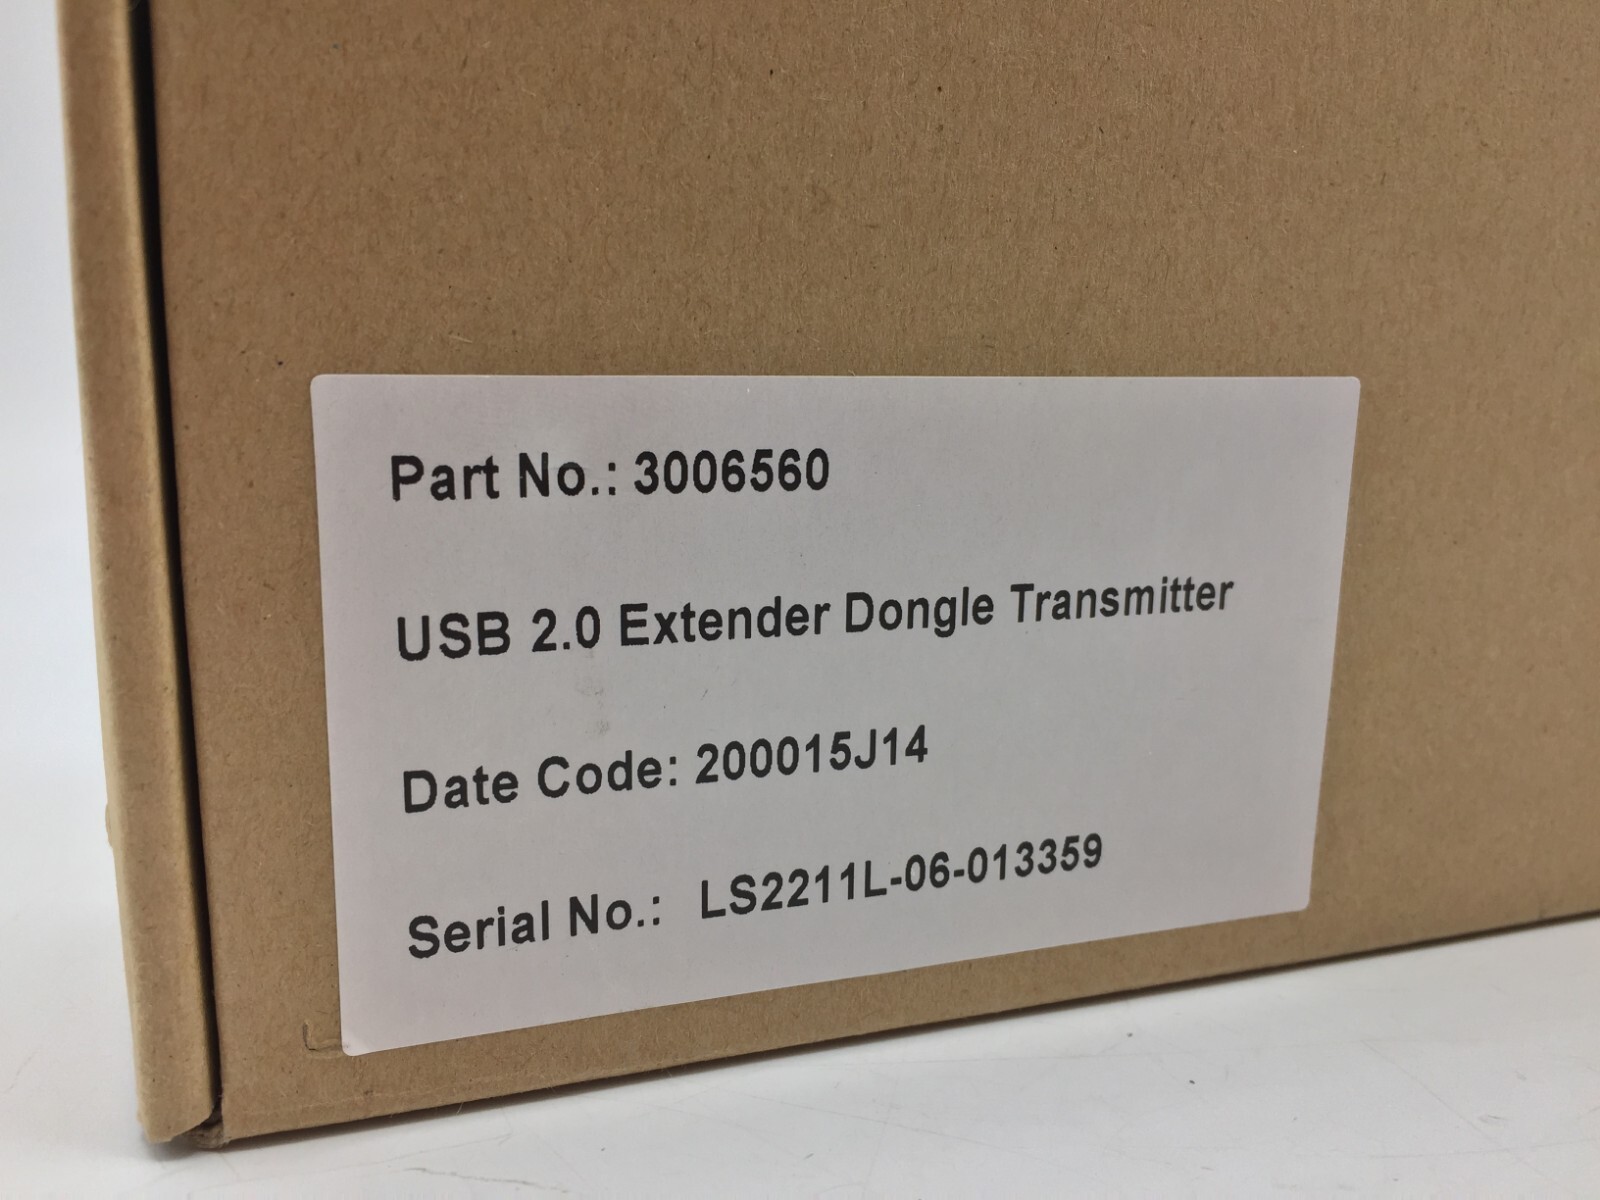 Part No.: 3006560
USB 2.0 Extender Dongle Transmitter
Date Code: 200015J14
Serial No.: LS2211L-06-013359